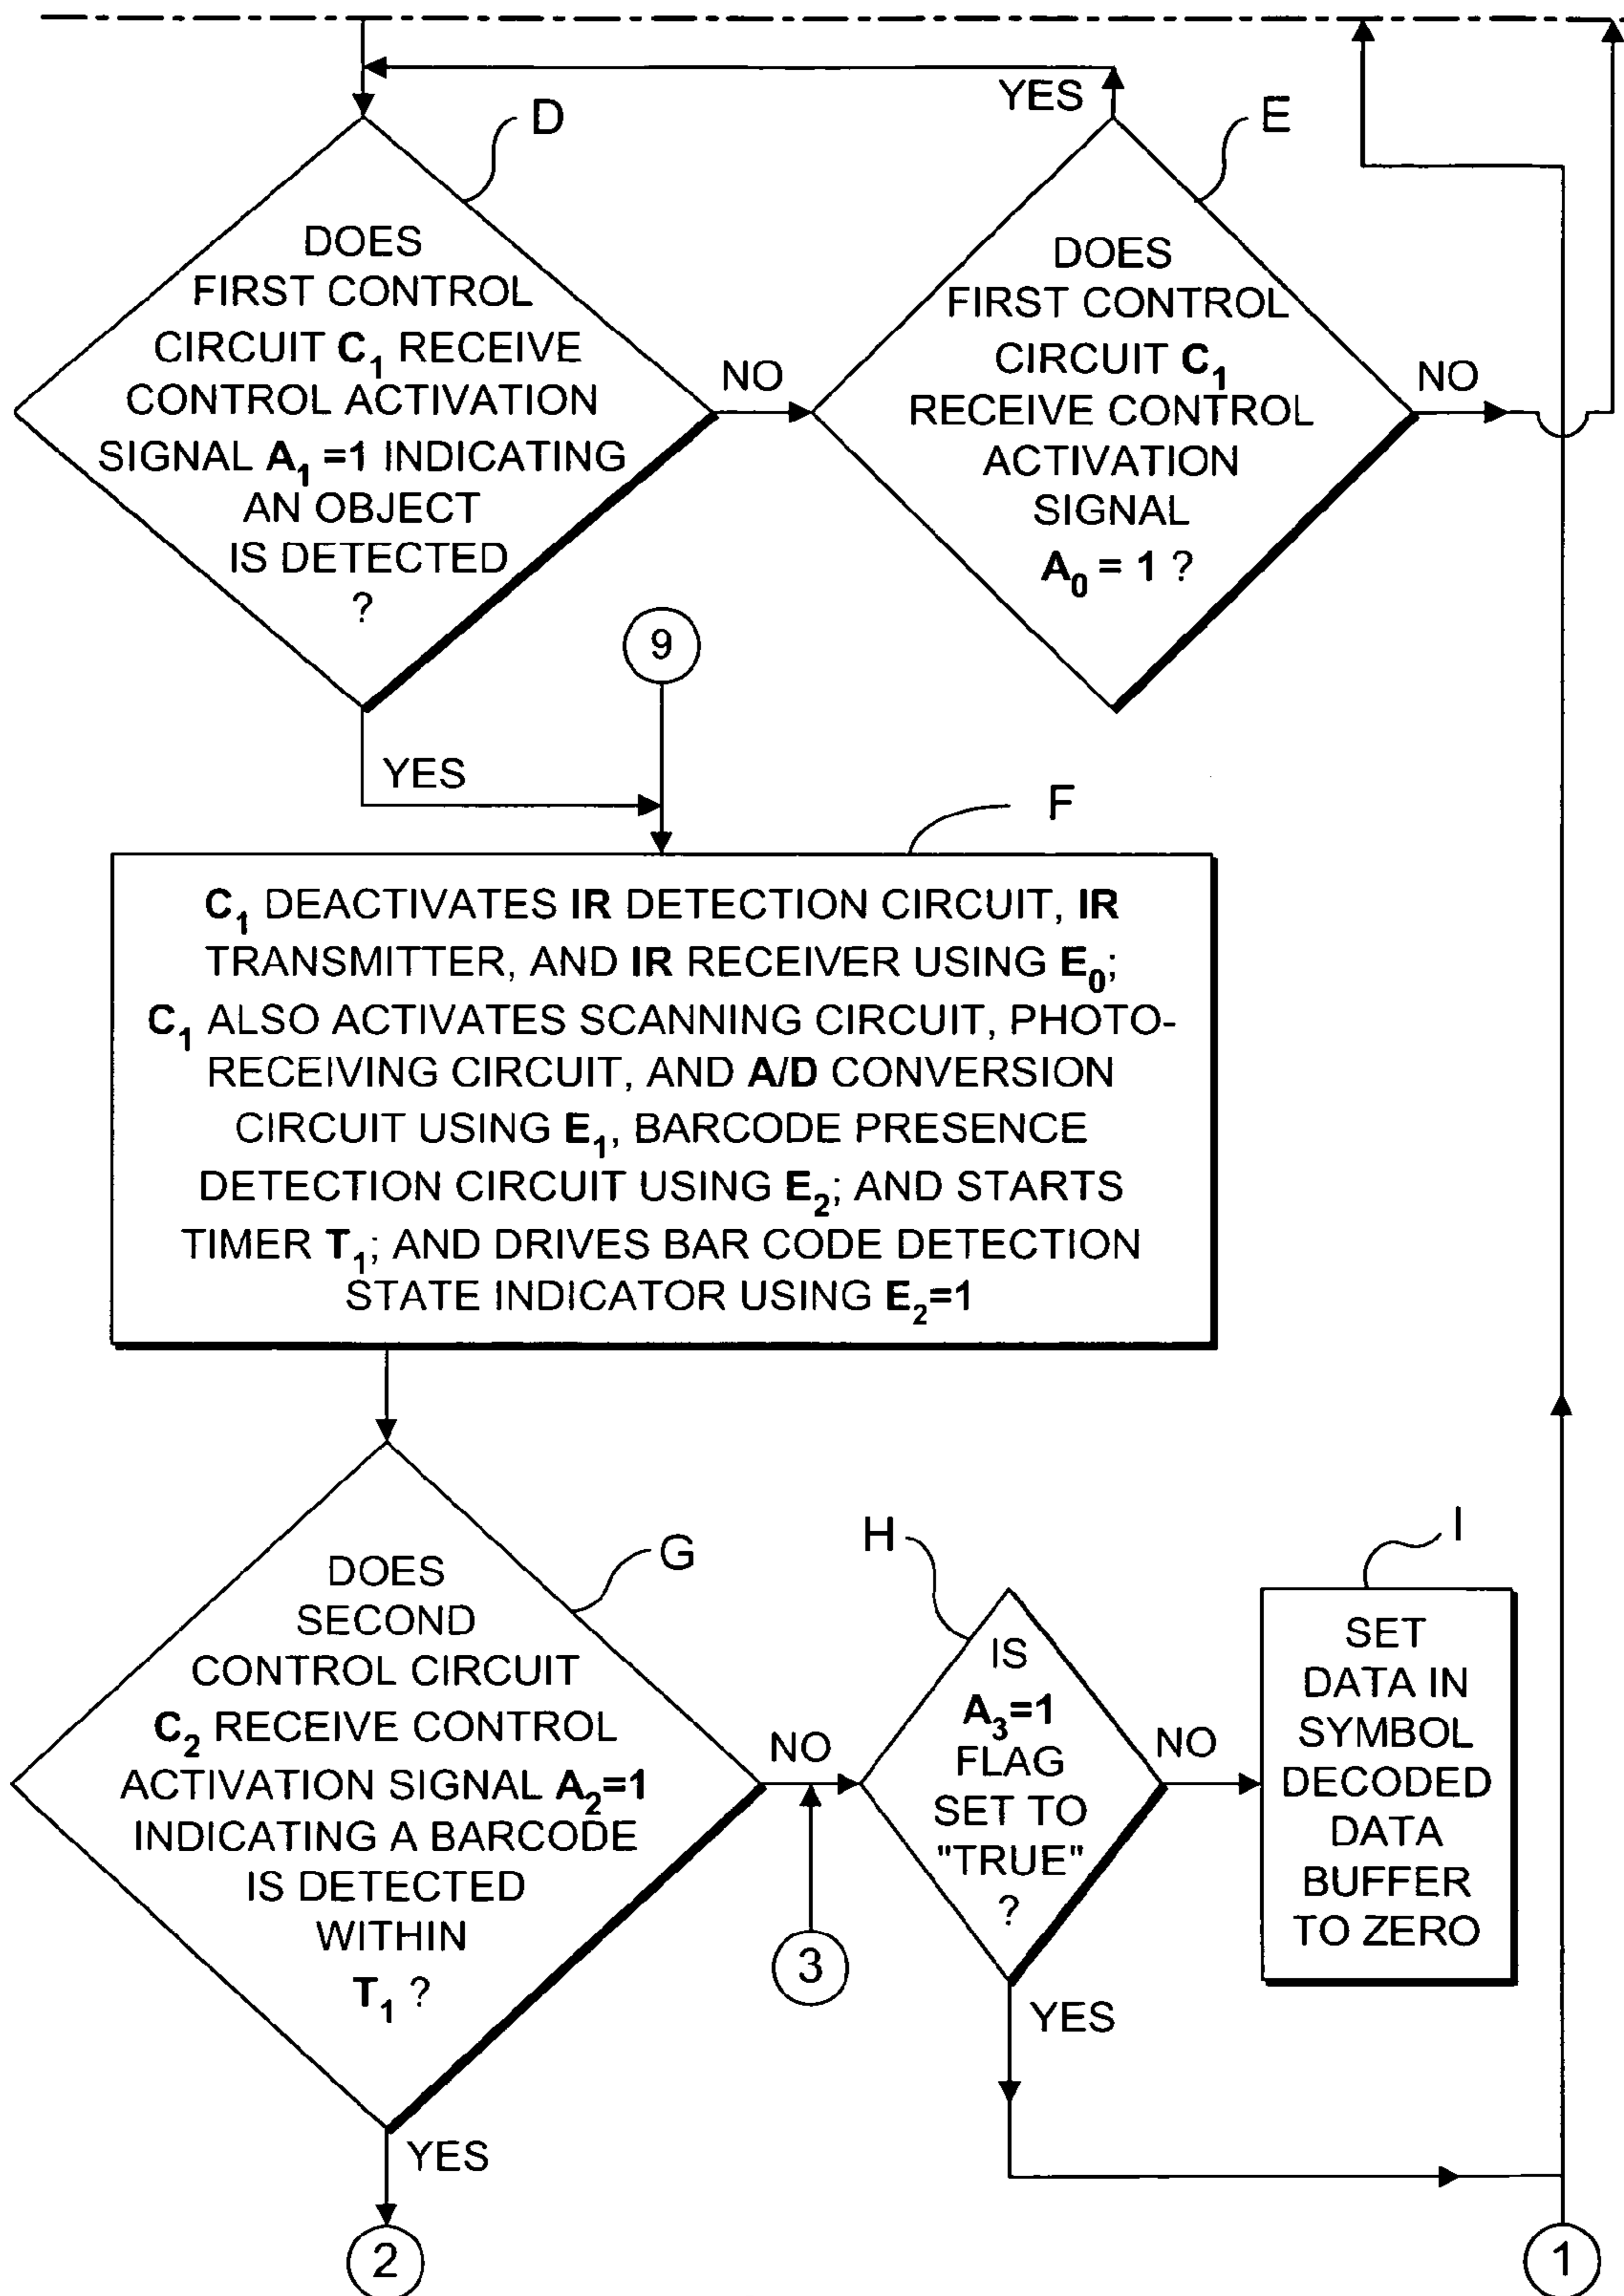 YES
D
E
DOES
FIRST CONTROL
CIRCUIT C1 RECEIVE
CONTROL ACTIVATION
SIGNAL A1 =1 INDICATING
AN OBJECT
IS DETECTED
?
NO
DOES
FIRST CONTROL
CIRCUIT C1
RECEIVE CONTROL
ACTIVATION
SIGNAL
A0 = 1 ?
NO
9
YES
F
C1 DEACTIVATES IR DETECTION CIRCUIT, IR
TRANSMITTER, AND IR RECEIVER USING E0;
C1 ALSO ACTIVATES SCANNING CIRCUIT, PHOTO-
RECEIVING CIRCUIT, AND A/D CONVERSION
CIRCUIT USING E1, BARCODE PRESENCE
DETECTION CIRCUIT USING E2; AND STARTS
TIMER T1; AND DRIVES BAR CODE DETECTION
STATE INDICATOR USING E2=1
G
DOES
SECOND
CONTROL CIRCUIT
C2 RECEIVE CONTROL
ACTIVATION SIGNAL A2=1
INDICATING A BARCODE
IS DETECTED
WITHIN
T1 ?
NO
3
H
IS
A3=1
FLAG
SET TO
"TRUE"
?
NO
I
SET
DATA IN
SYMBOL
DECODED
DATA
BUFFER
TO ZERO
YES
YES
2
1